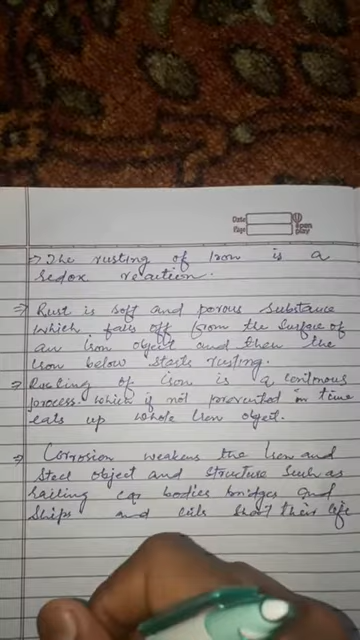 Date
Page
open
play
⇒ The rusting of Iron is a
redox reaction.
⇒ Rust is soft and porous substance
which falls off from the surface of
an Iron object and then the
Iron below starts rusting.
⇒ Rusting of iron is a continous
process which if not prevented in time
eats up whole Iron object.
⇒ Corrosion weakens the Iron and
steel object and structure such as
railing car bodies bridges and
ships and cuts short their life